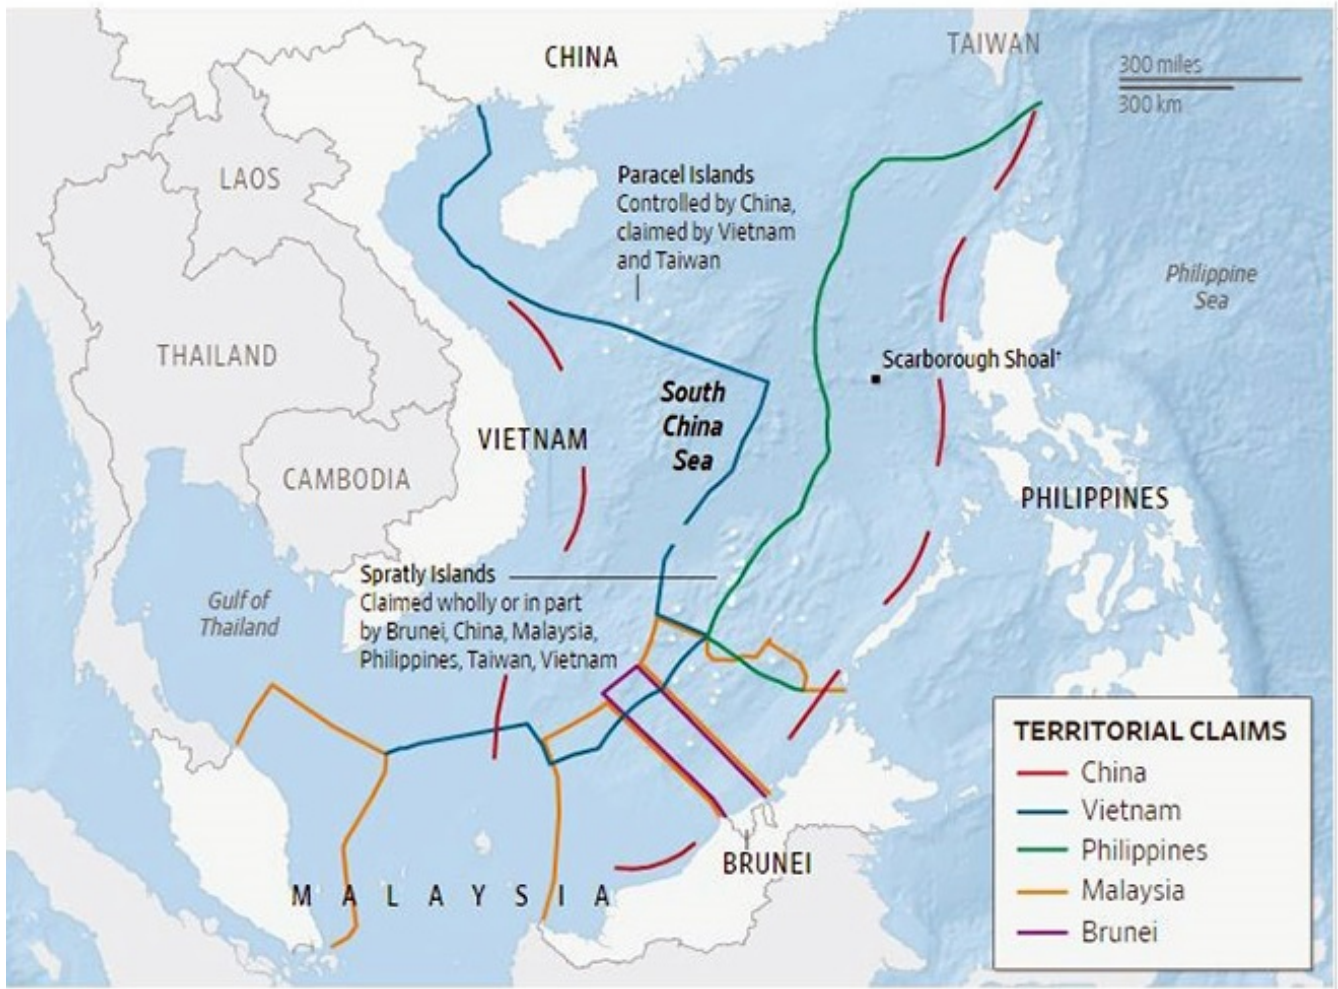 CHINA
TAIWAN
300 miles
300 km
LAOS
Paracel Islands
Controlled by China,
claimed by Vietnam
and Taiwan
Philippine
Sea
THAILAND
Scarborough Shoal†
South
China
Sea
VIETNAM
CAMBODIA
PHILIPPINES
Spratly Islands
Claimed wholly or in part
by Brunei, China, Malaysia,
Philippines, Taiwan, Vietnam
Gulf of
Thailand
BRUNEI
MALAYSIA
TERRITORIAL CLAIMS
China
Vietnam
Philippines
Malaysia
Brunei